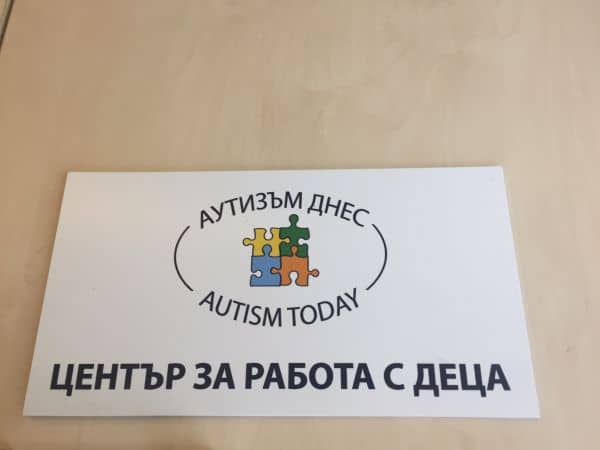 АУТИЗЪМ ДНЕС
AUTISM TODAY
ЦЕНТЪР ЗА РАБОТА С ДЕЦА